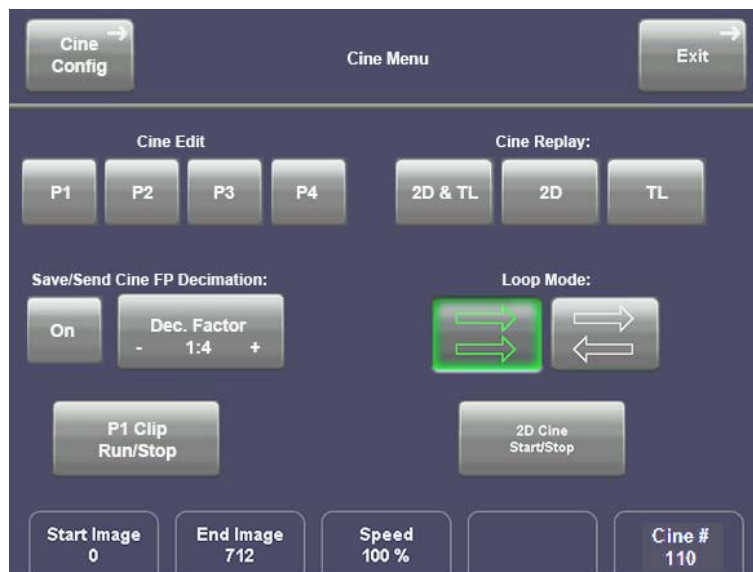 Cine Config
Cine Menu
Exit
Cine Edit
Cine Replay:
P1 P2 P3 P4 2D & TL 2D TL
Save/Send Cine FP Decimation:
Loop Mode:
On
Dec. Factor
- 1:4 +
P1 Clip
Run/Stop
2D Cine
Start/Stop
Start Image
0
End Image
712
Speed
100 %
Cine #
110